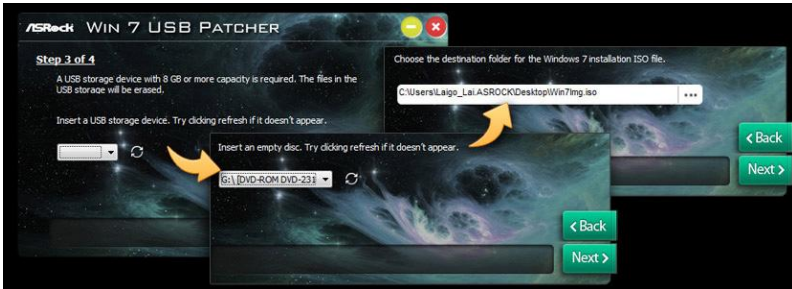 ASRock WIN 7 USB PATCHER
Step 3 of 4
A USB storage device with 8 GB or more capacity is required. The files in the
USB storage will be erased.
Insert a USB storage device. Try clicking refresh if it doesn't appear.
Insert an empty disc. Try clicking refresh if it doesn't appear.
G:\ [DVD-ROM DVD-231
< Back
Next >
Choose the destination folder for the Windows 7 installation ISO file.
C:\Users\Laigo_Lai.ASROCK\Desktop\Win7Img.iso
...
< Back
Next >